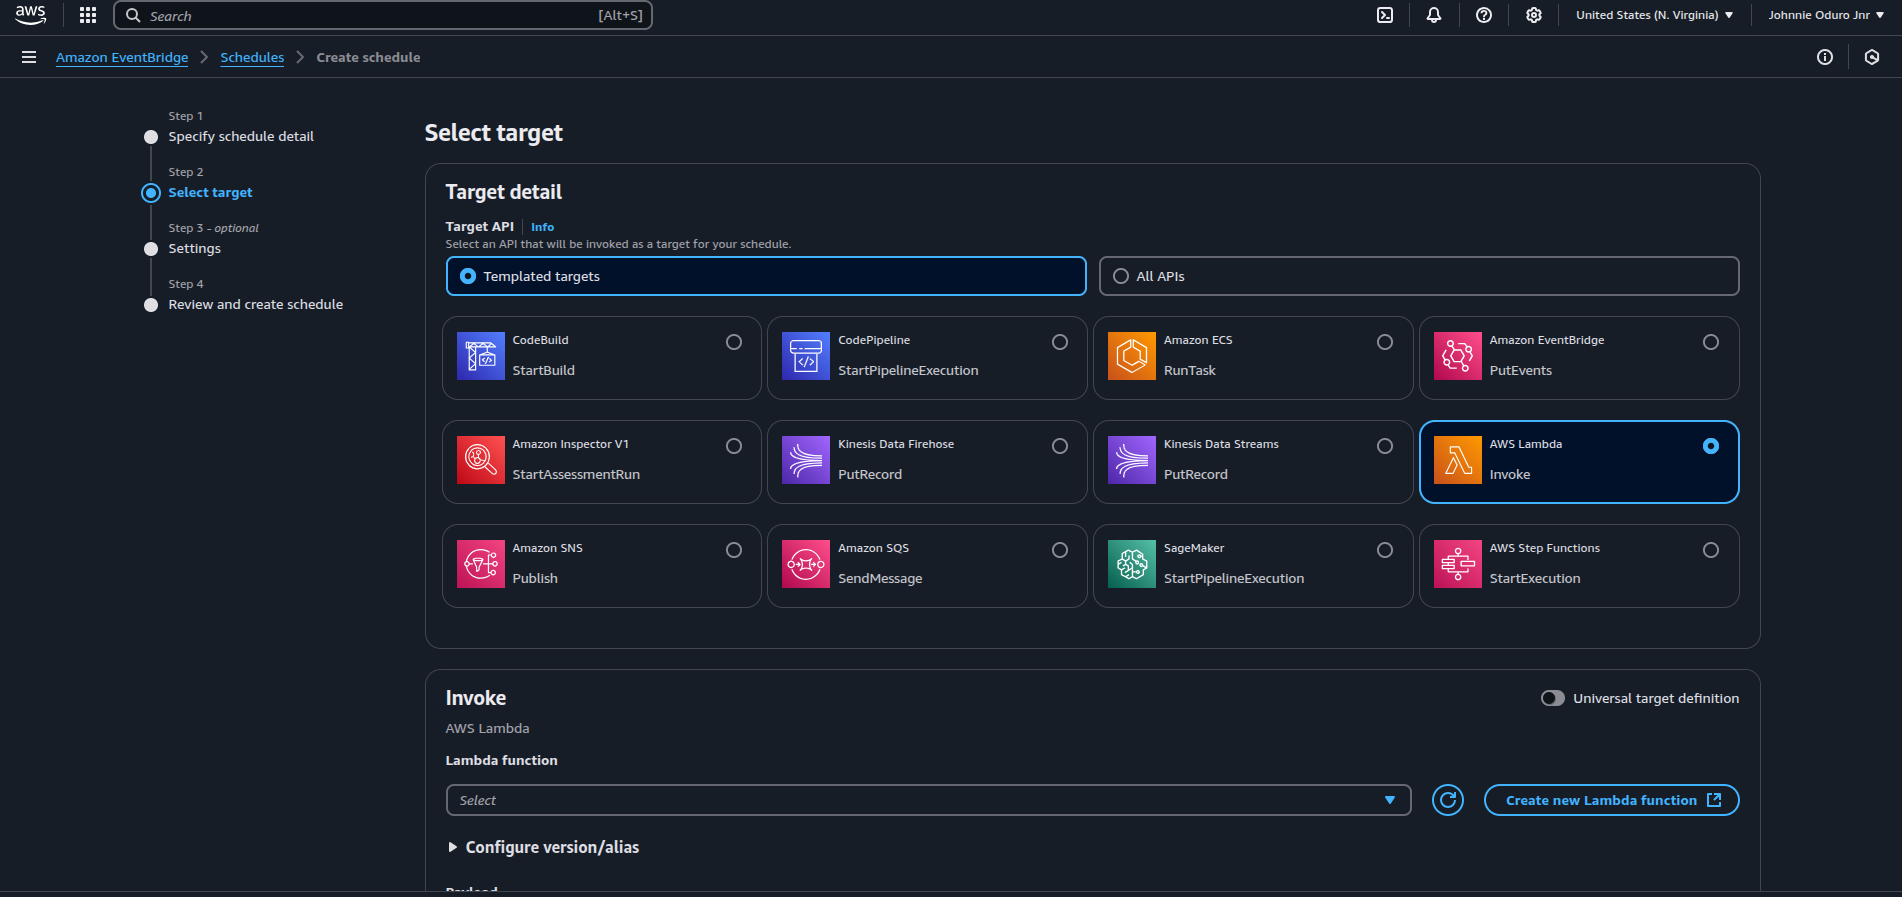 aws
Search
[Alt+S]
United States (N. Virginia)
Johnnie Oduro Jnr
Amazon EventBridge
Schedules
Create schedule
Step 1
Specify schedule detail
Step 2
Select target
Step 3 - optional
Settings
Step 4
Review and create schedule
Select target
Target detail
Target API
Info
Select an API that will be invoked as a target for your schedule.
Templated targets
All APIs
CodeBuild
StartBuild
CodePipeline
StartPipelineExecution
Amazon ECS
RunTask
Amazon EventBridge
PutEvents
Amazon Inspector V1
StartAssessmentRun
Kinesis Data Firehose
PutRecord
Kinesis Data Streams
PutRecord
AWS Lambda
Invoke
Amazon SNS
Publish
Amazon SQS
SendMessage
SageMaker
StartPipelineExecution
AWS Step Functions
StartExecution
Invoke
Universal target definition
AWS Lambda
Lambda function
Select
Create new Lambda function
Configure version/alias
Payload